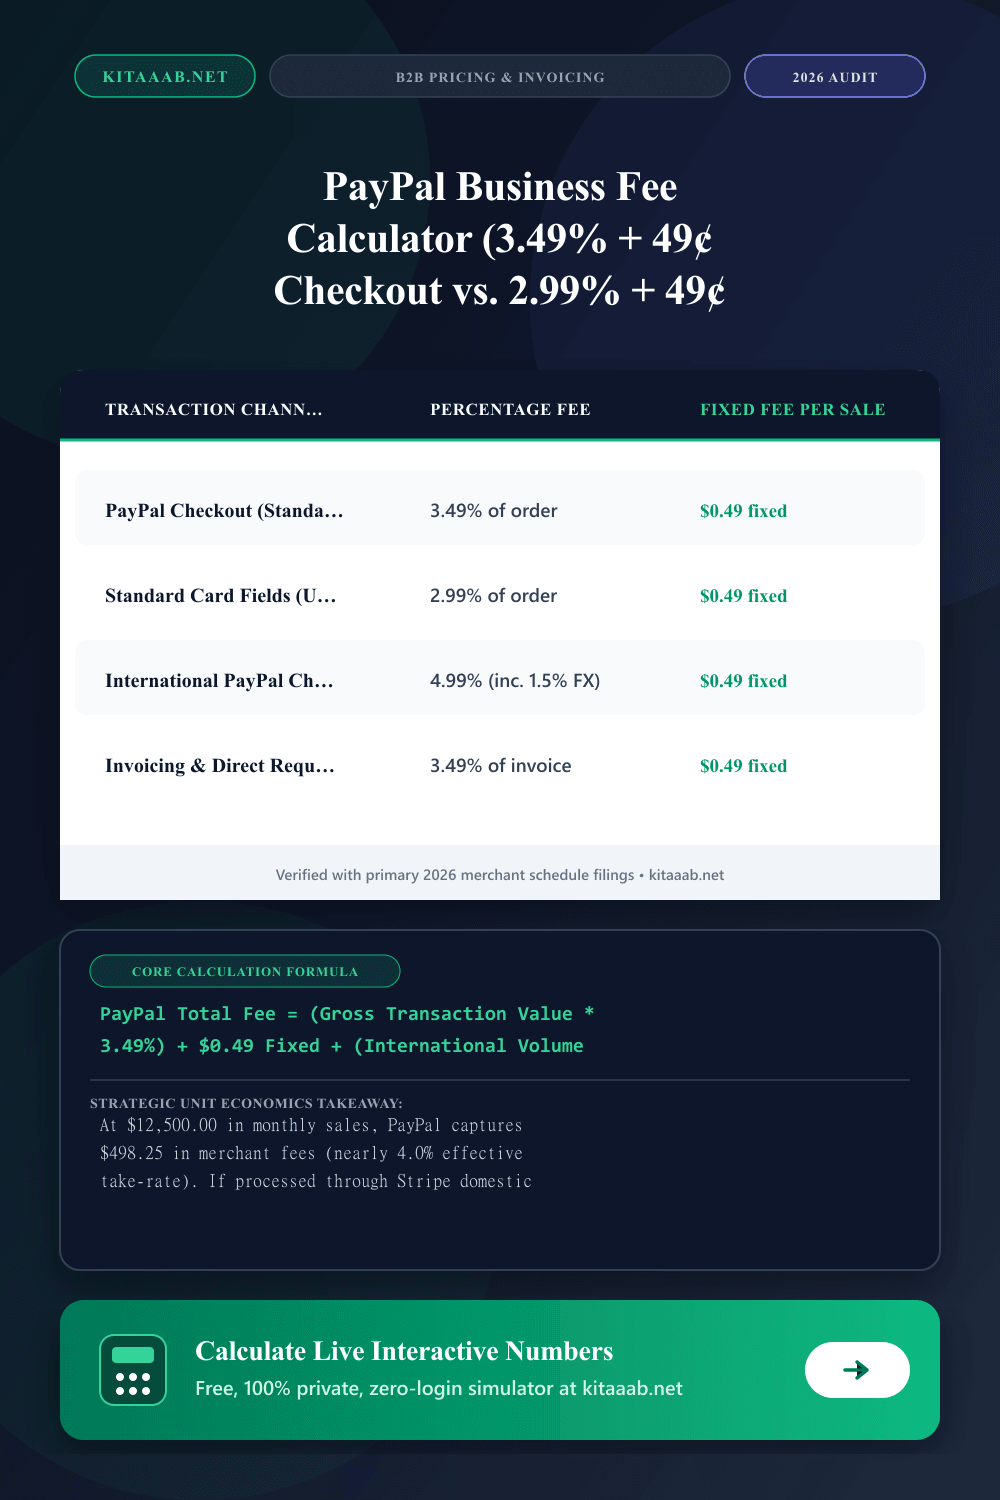 KITAAAB.NET
B2B PRICING & INVOICING
2026 AUDIT
PayPal Business Fee
Calculator (3.49% + 49¢
Checkout vs. 2.99% + 49¢
TRANSACTION CHANN...
PERCENTAGE FEE
FIXED FEE PER SALE
PayPal Checkout (Standa...
3.49% of order
$0.49 fixed
Standard Card Fields (U...
2.99% of order
$0.49 fixed
International PayPal Ch...
4.99% (inc. 1.5% FX)
$0.49 fixed
Invoicing & Direct Requ...
3.49% of invoice
$0.49 fixed
Verified with primary 2026 merchant schedule filings • kitaaab.net
CORE CALCULATION FORMULA
PayPal Total Fee = (Gross Transaction Value *
3.49%) + $0.49 Fixed + (International Volume
STRATEGIC UNIT ECONOMICS TAKEAWAY:
At $12,500.00 in monthly sales, PayPal captures
$498.25 in merchant fees (nearly 4.0% effective
take-rate). If processed through Stripe domestic
Calculate Live Interactive Numbers
Free, 100% private, zero-login simulator at kitaaab.net